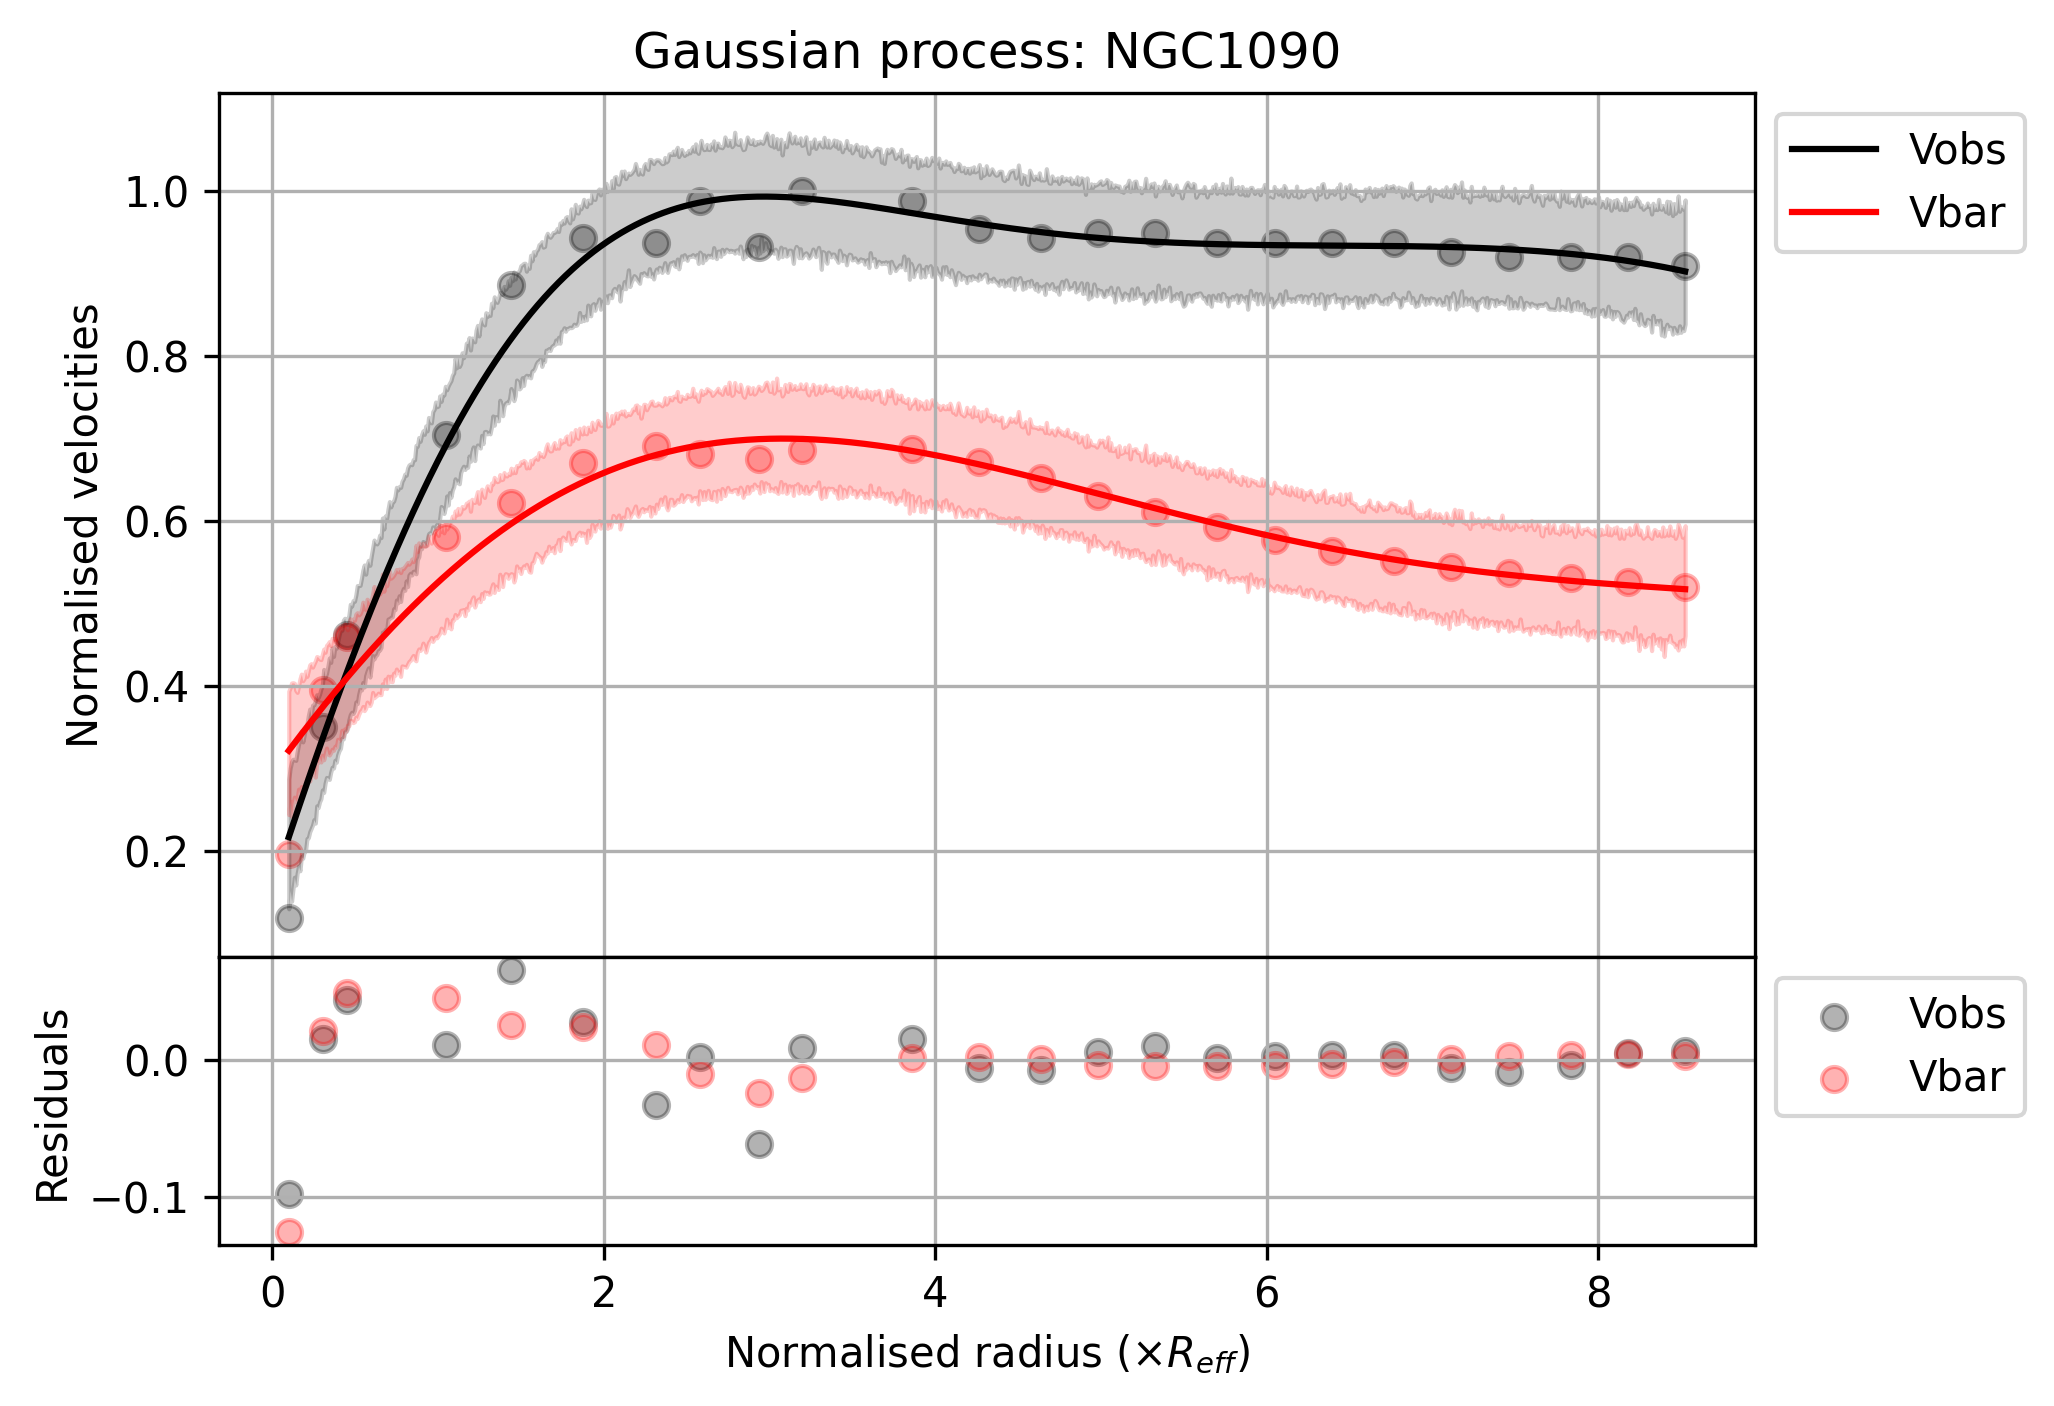 Gaussian process: NGC1090
Normalised velocities
1.0
0.8
0.6
0.4
0.2
Vobs
Vbar
Residuals
0.0
−0.1
Vobs
Vbar
0 2 4 6 8
Normalised radius (×R_eff)